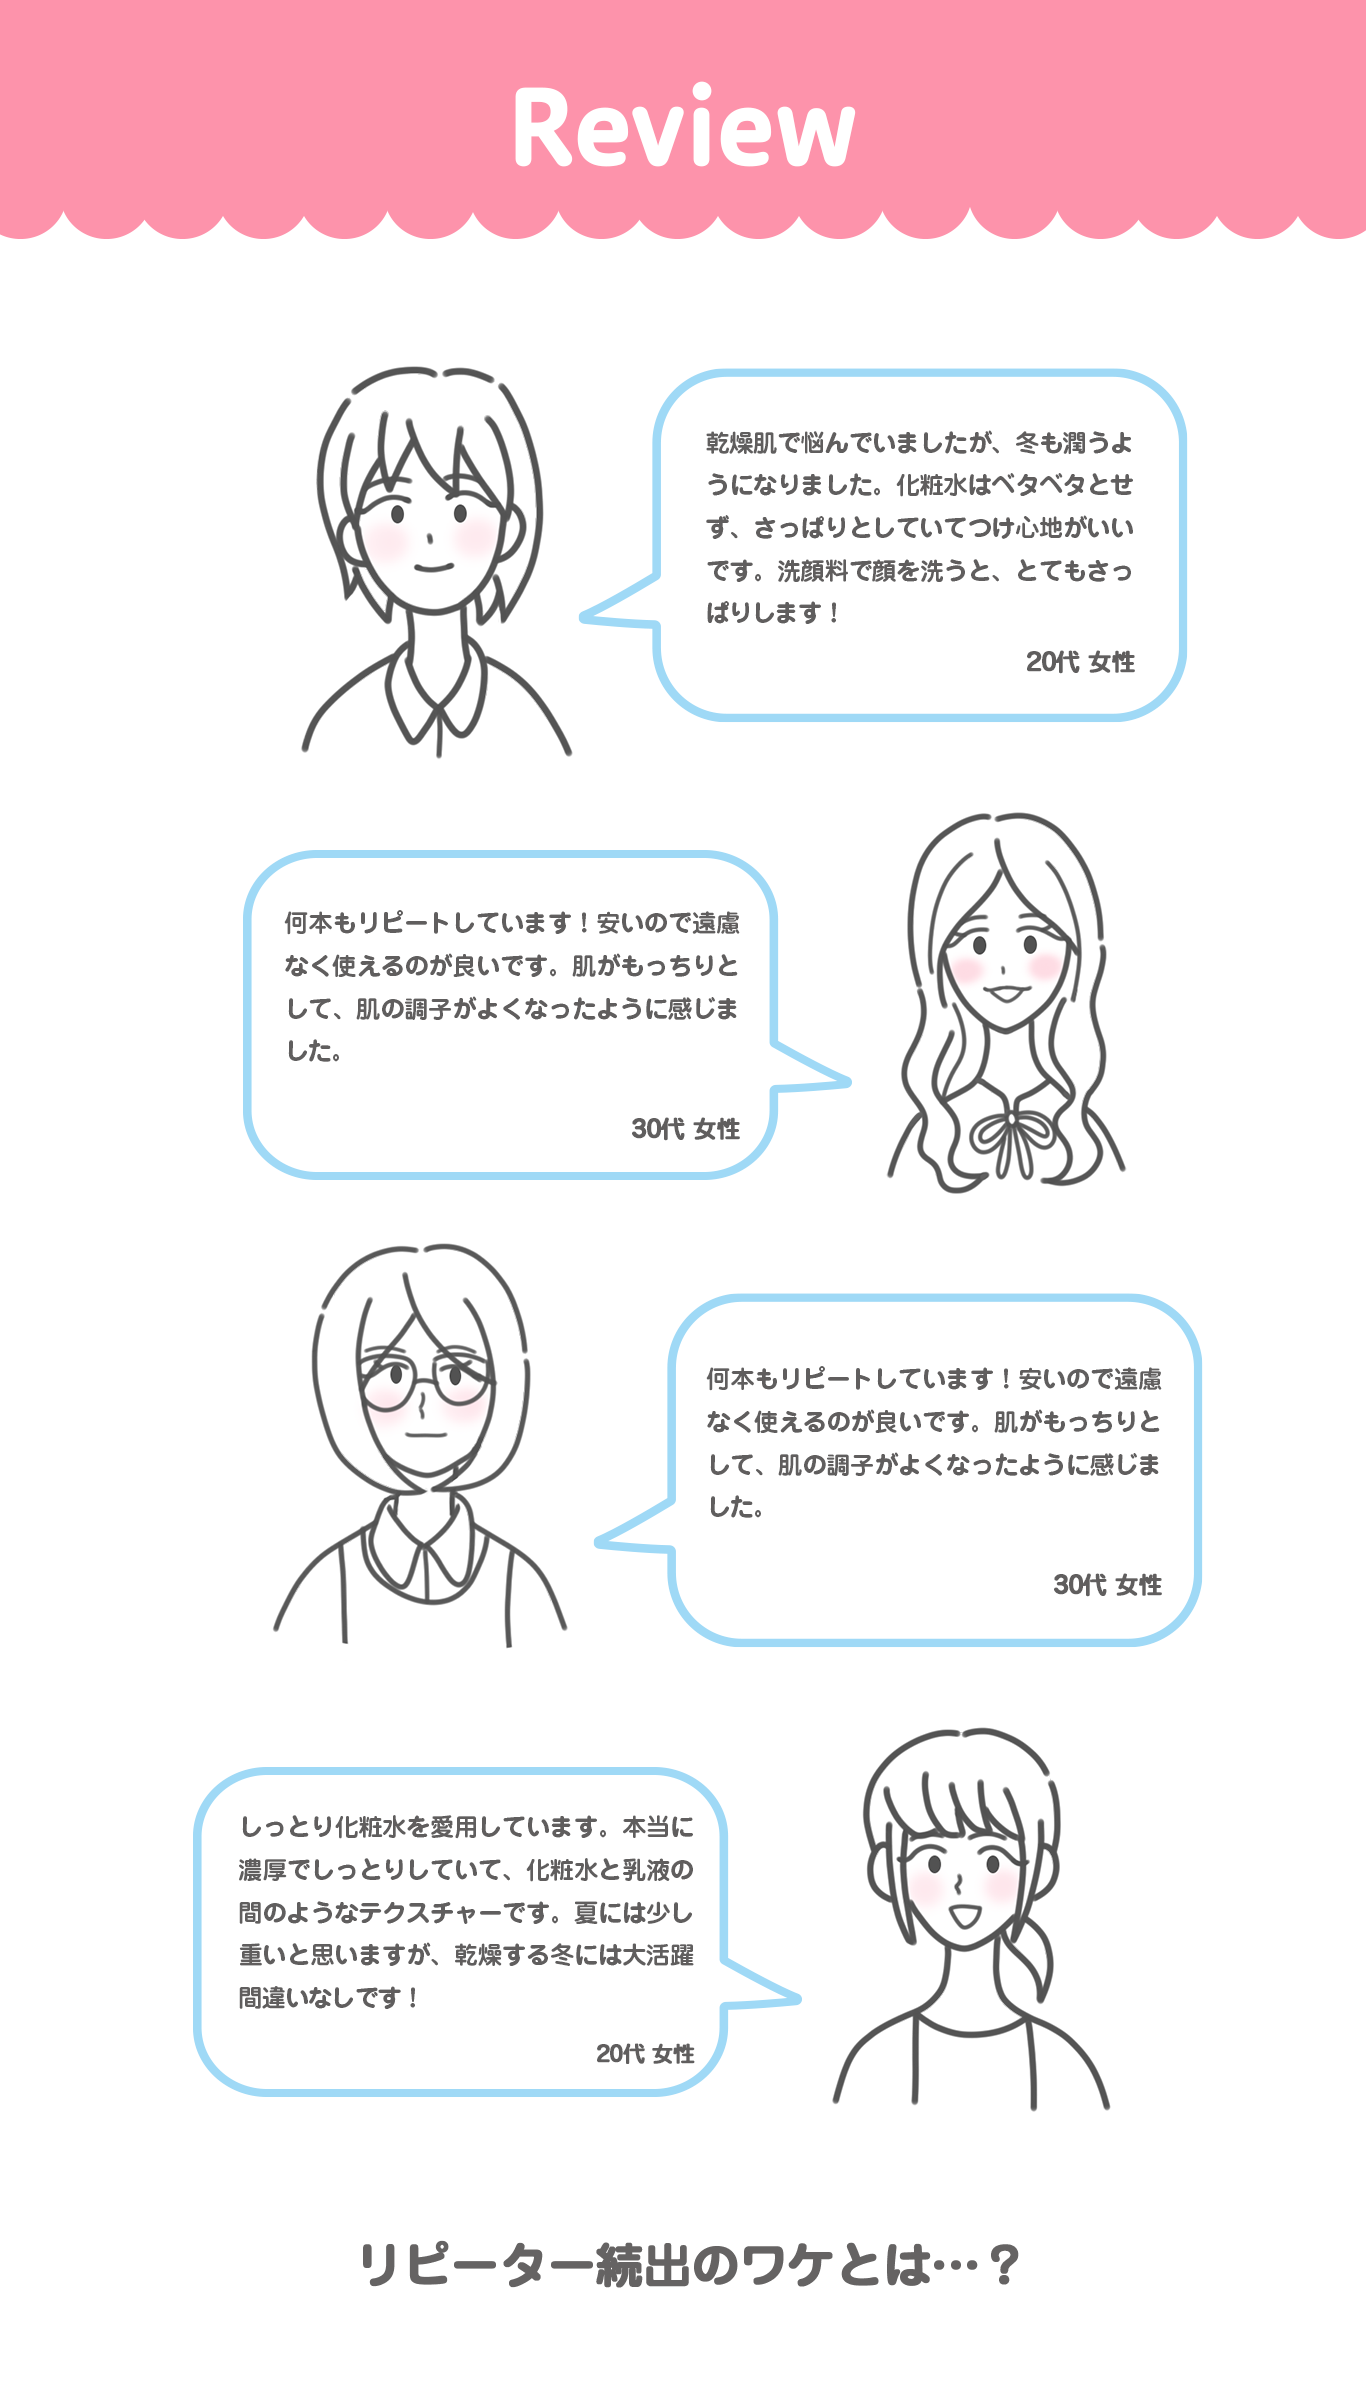 Review
乾燥肌で悩んでいましたが、冬も潤うよ
うになりました。化粧水はベタベタとせ
ず、さっぱりとしていてつけ心地がいい
です。洗顔料で顔を洗うと、とてもさっ
ぱりします！
20代 女性
何本もリピートしています！安いので遠慮
なく使えるのが良いです。肌がもっちりと
して、肌の調子がよくなったように感じま
した。
30代 女性
何本もリピートしています！安いので遠慮
なく使えるのが良いです。肌がもっちりと
して、肌の調子がよくなったように感じま
した。
30代 女性
しっとり化粧水を愛用しています。本当に
濃厚でしっとりしていて、化粧水と乳液の
間のようなテクスチャーです。夏には少し
重いと思いますが、乾燥する冬には大活躍
間違いなしです！
20代 女性
リピーター続出のワケとは…？